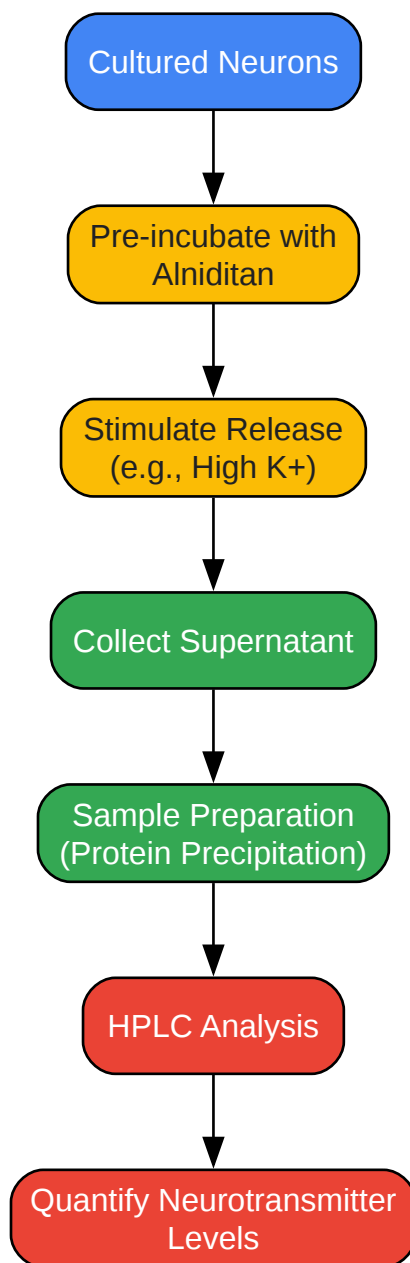 Cultured Neurons
Pre-incubate with
Alniditan
Stimulate Release
(e.g., High K+)
Collect Supernatant
Sample Preparation
(Protein Precipitation)
HPLC Analysis
Quantify Neurotransmitter
Levels